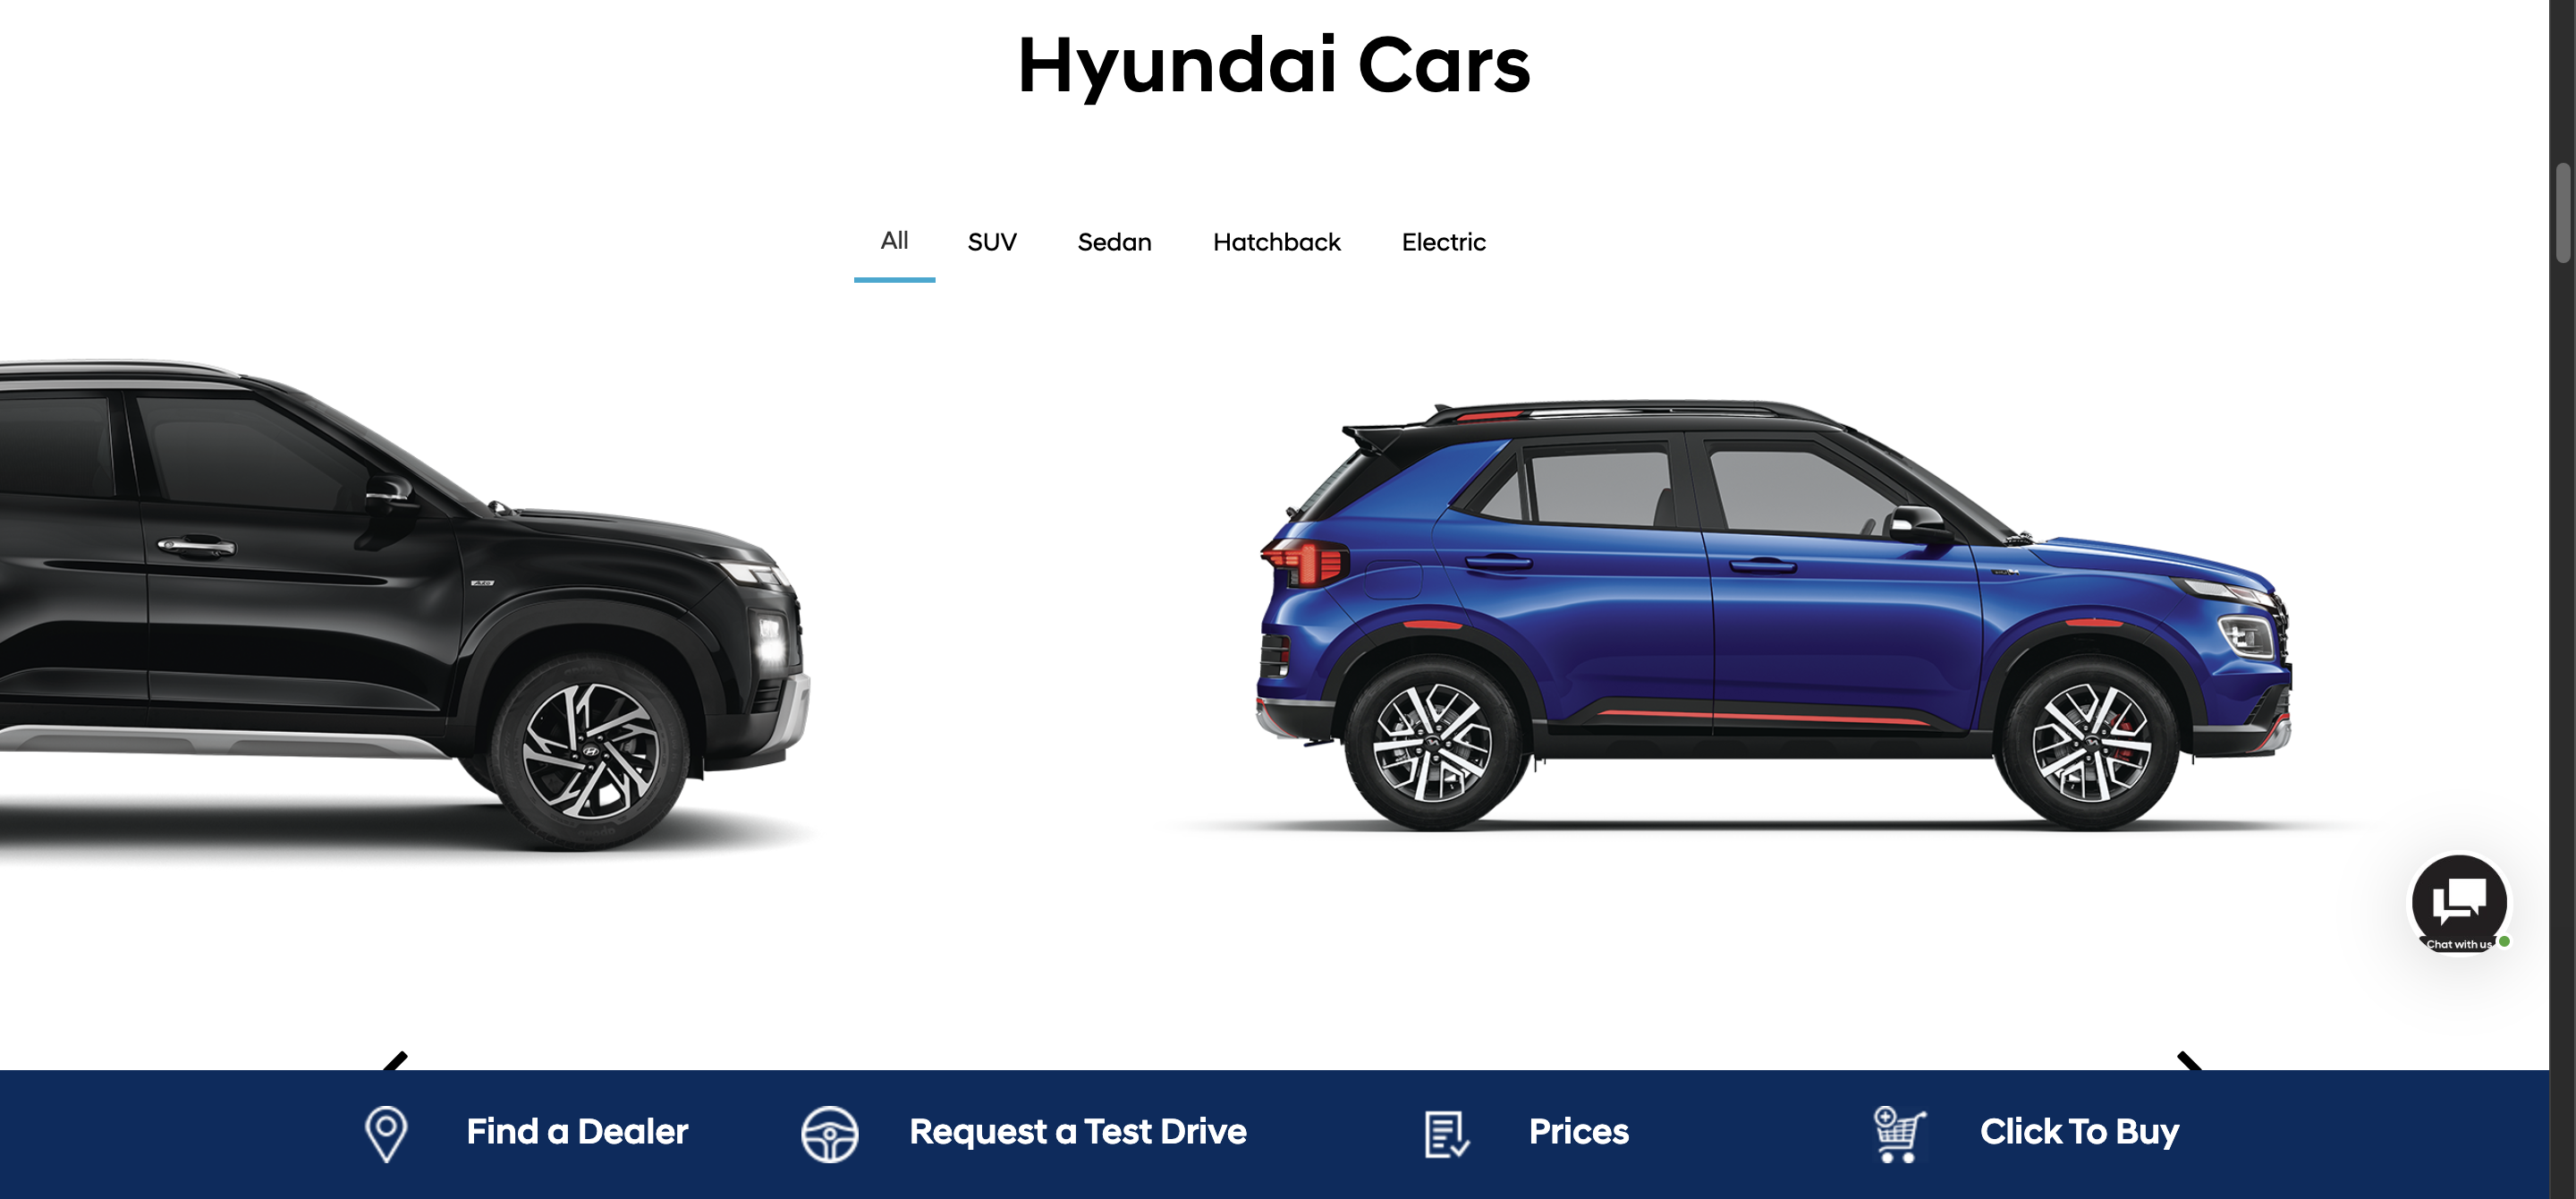 Hyundai Cars
All SUV Sedan Hatchback Electric
Chat with us
Find a Dealer Request a Test Drive Prices Click To Buy